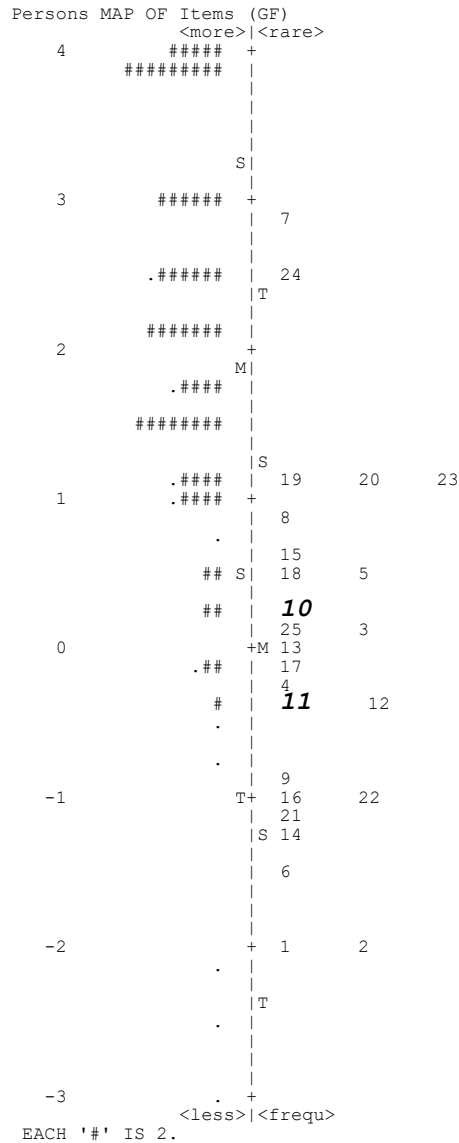 Persons MAP OF Items (GF)
<more>|<rare>
4 ##### +
######### |
|
|
|
|
S|
|
3 ###### +
| 7
|
|
.###### | 24
|T
|
####### |
2 +
M|
.#### |
|
######## |
|
|S
.#### | 19 20 23
1 .#### +
| 8
. |
| 15
## S| 18 5
|
## | 10
| 25 3
0 +M 13
.## | 17
| 4
# | 11 12
. |
|
. |
| 9
-1 T+ 16 22
| 21
|S 14
|
| 6
|
|
|
-2 + 1 2
. |
|
|T
. |
|
|
|
-3 . +
<less>|<frequ>
EACH '#' IS 2.